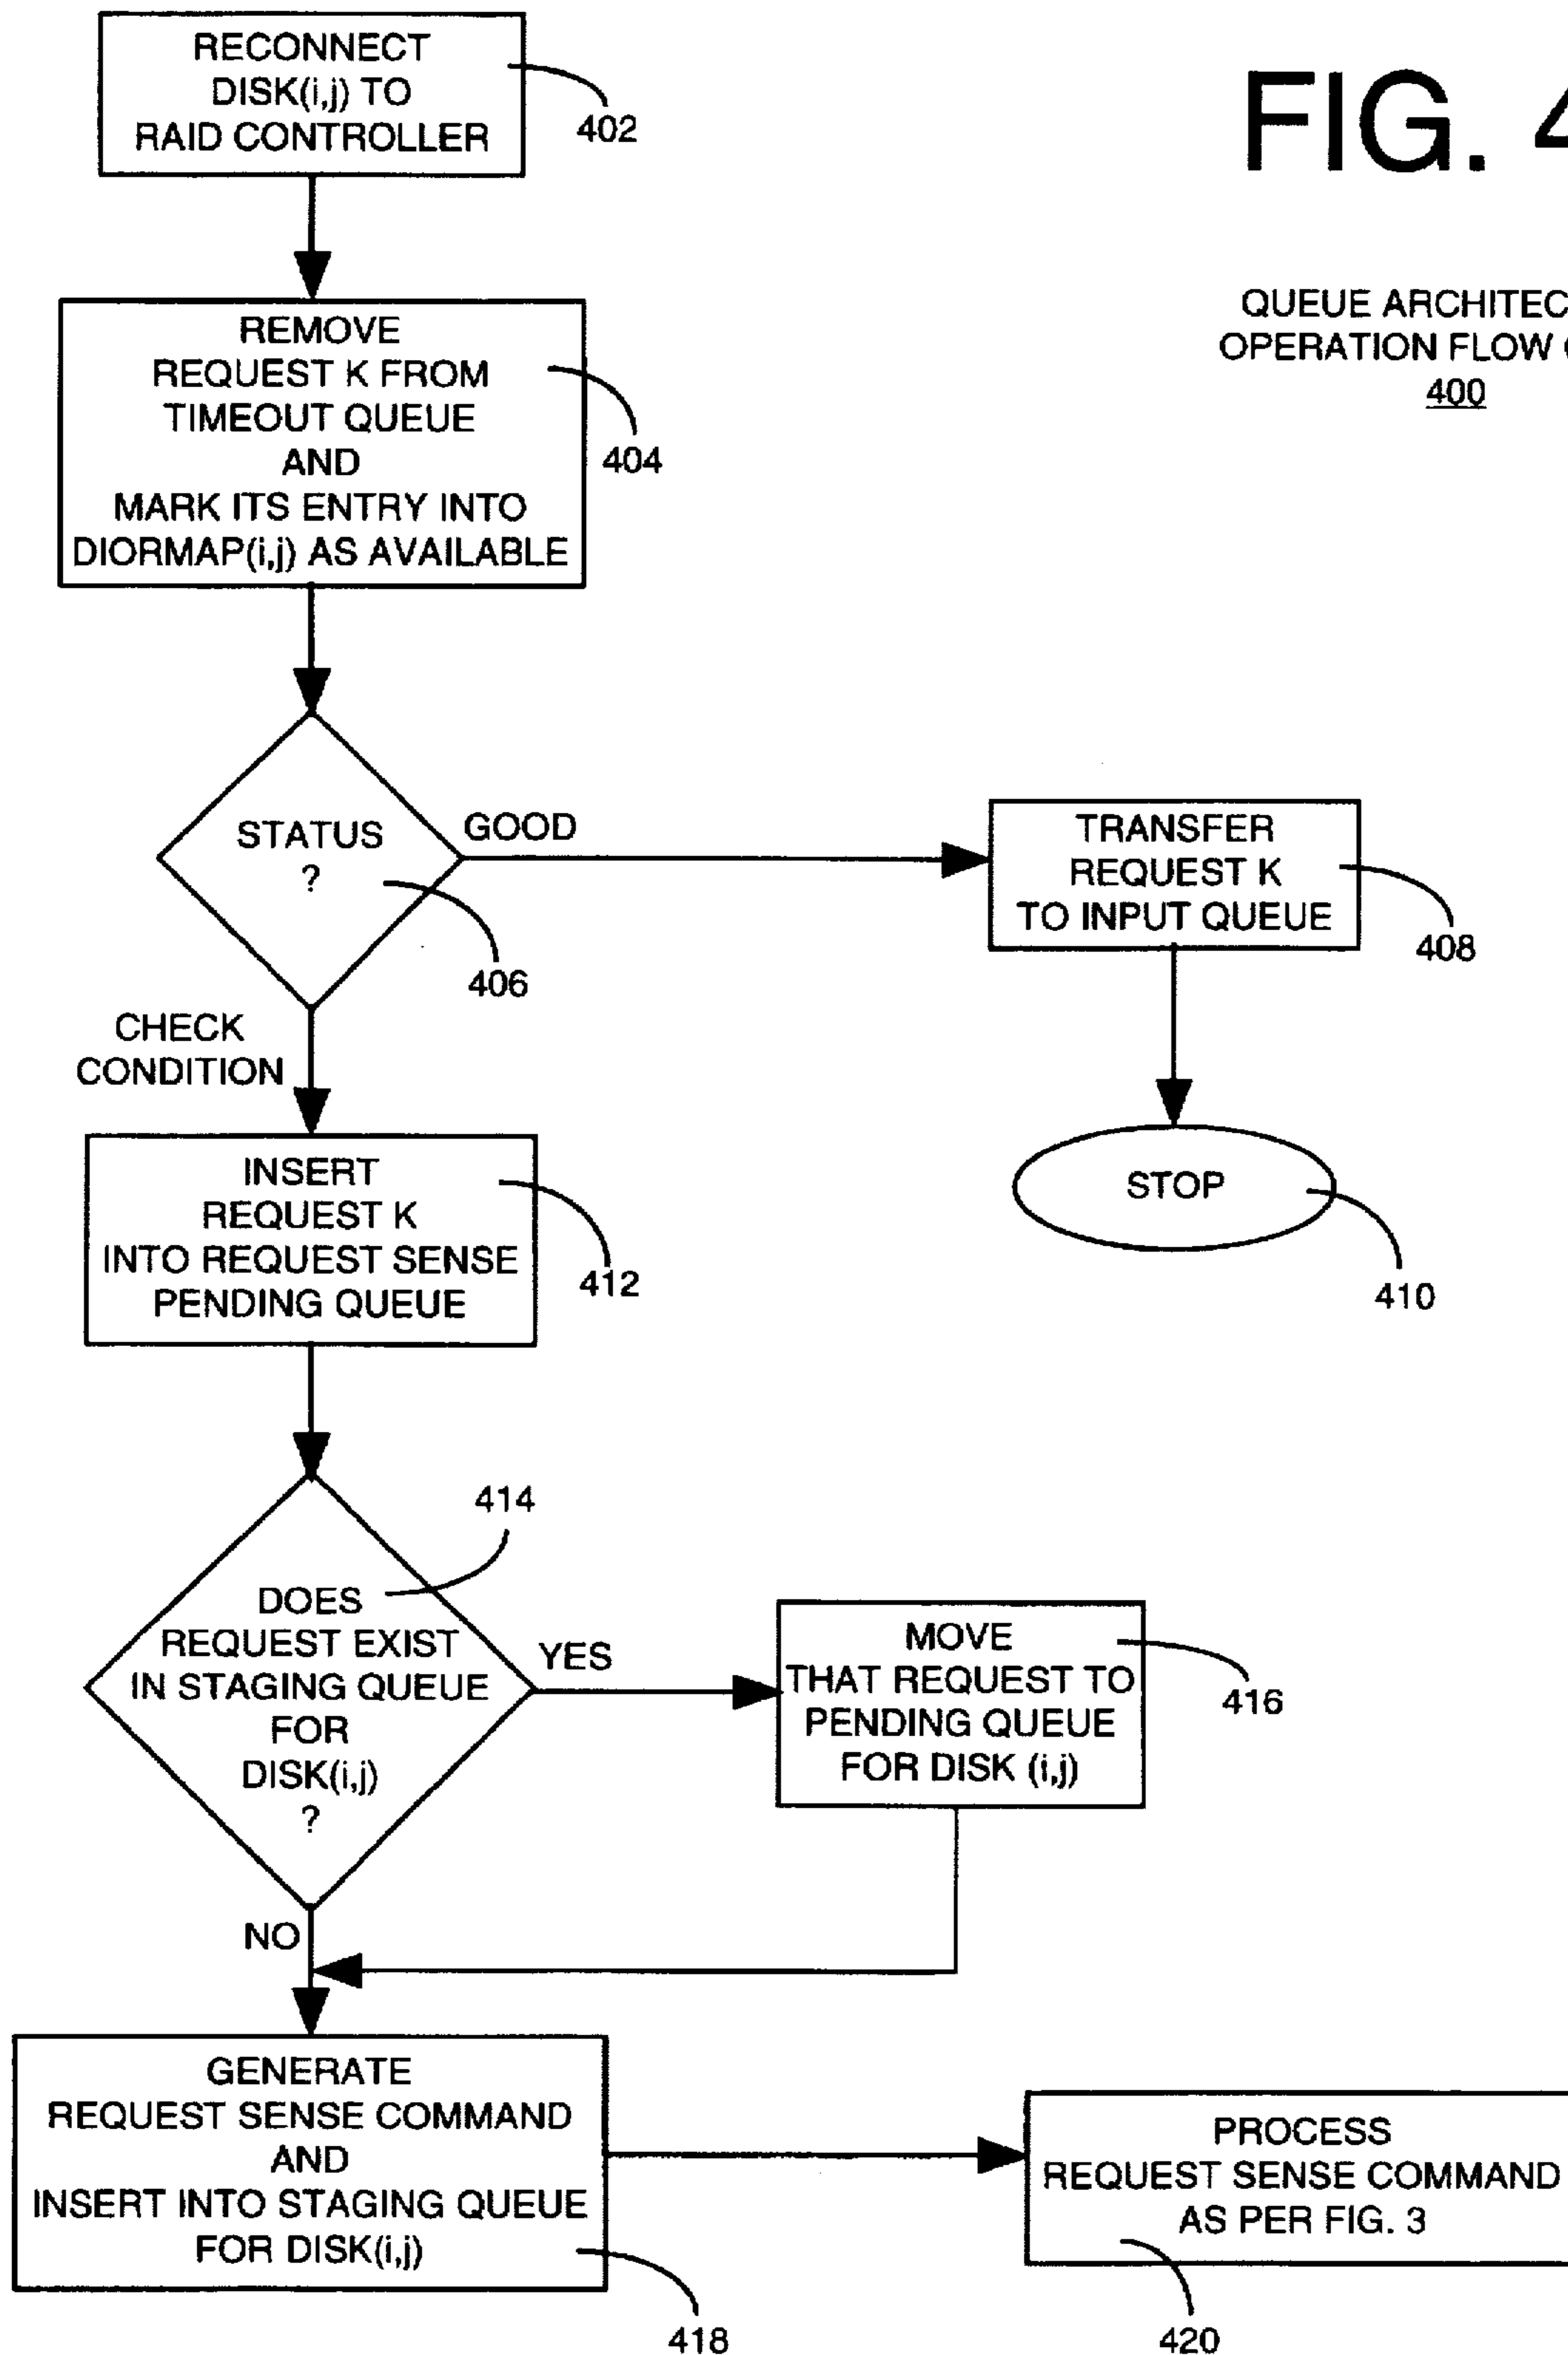 RECONNECT
DISK(i,j) TO
RAID CONTROLLER
402
FIG. 4
QUEUE ARCHITEC
OPERATION FLOW
400
REMOVE
REQUEST K FROM
TIMEOUT QUEUE
AND
MARK ITS ENTRY INTO
DIORMAP(i,j) AS AVAILABLE
404
STATUS
?
GOOD
406
TRANSFER
REQUEST K
TO INPUT QUEUE
408
CHECK
CONDITION
STOP
410
INSERT
REQUEST K
INTO REQUEST SENSE
PENDING QUEUE
412
414
DOES
REQUEST EXIST
IN STAGING QUEUE
FOR
DISK(i,j)
?
YES
MOVE
THAT REQUEST TO
PENDING QUEUE
FOR DISK (i,j)
416
NO
GENERATE
REQUEST SENSE COMMAND
AND
INSERT INTO STAGING QUEUE
FOR DISK(i,j)
418
PROCESS
REQUEST SENSE COMMAND
AS PER FIG. 3
420